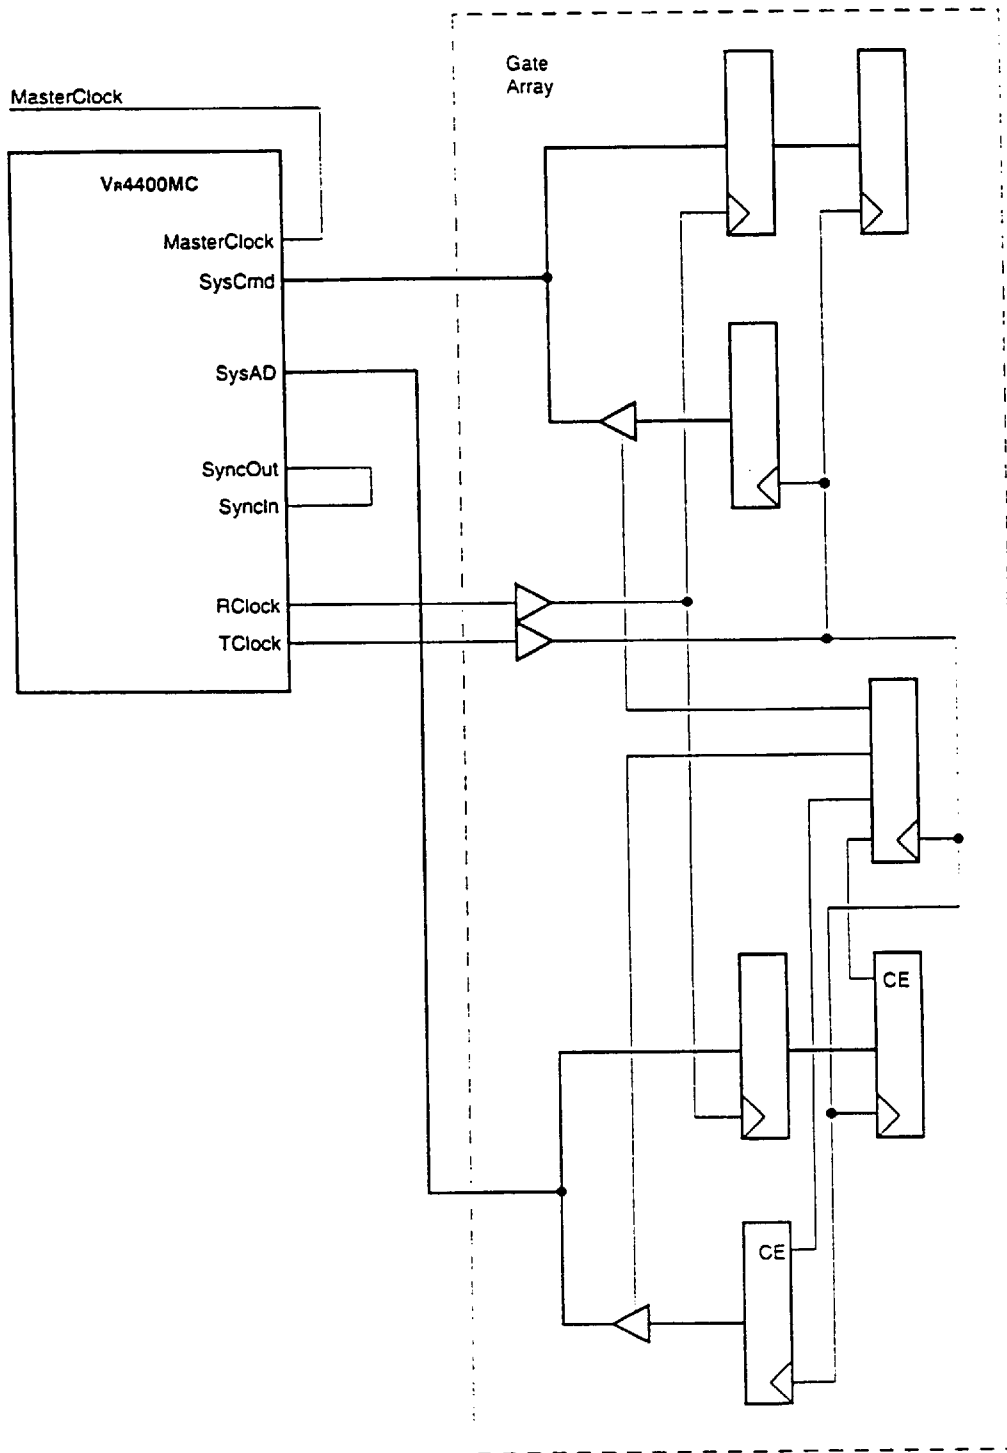 Gate
Array
MasterClock
VR4400MC
MasterClock
SysCmd
SysAD
SyncOut
SyncIn
RClock
TClock
CE
CE